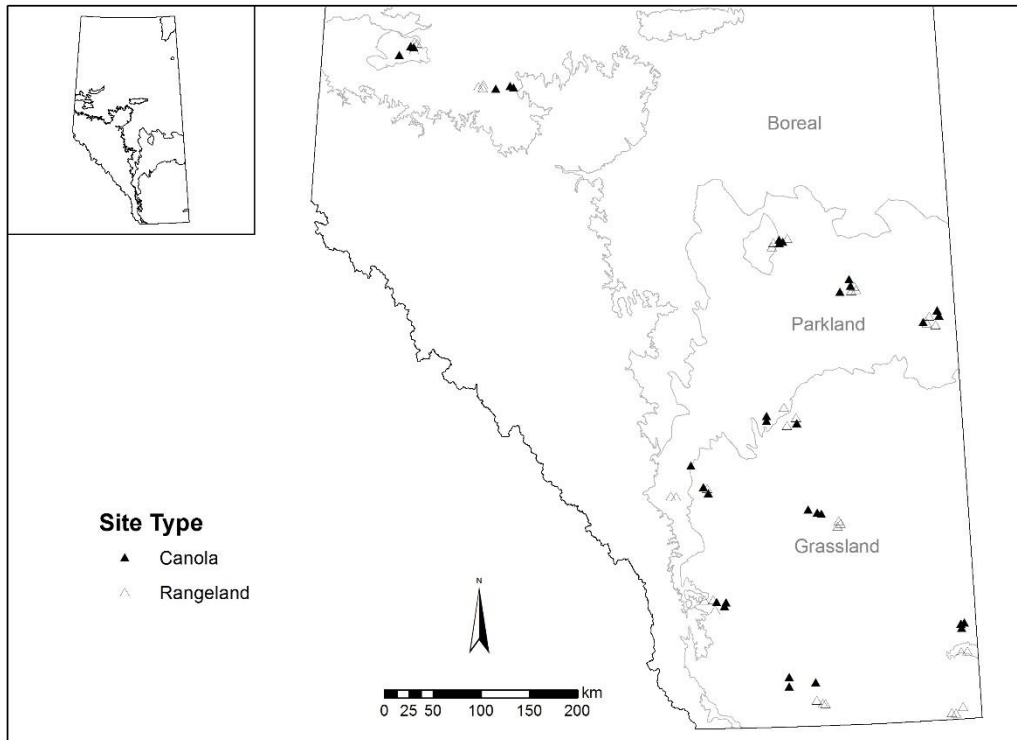 Boreal
Parkland
Grassland
Site Type
Canola
Rangeland
N
km
0 25 50 100 150 200